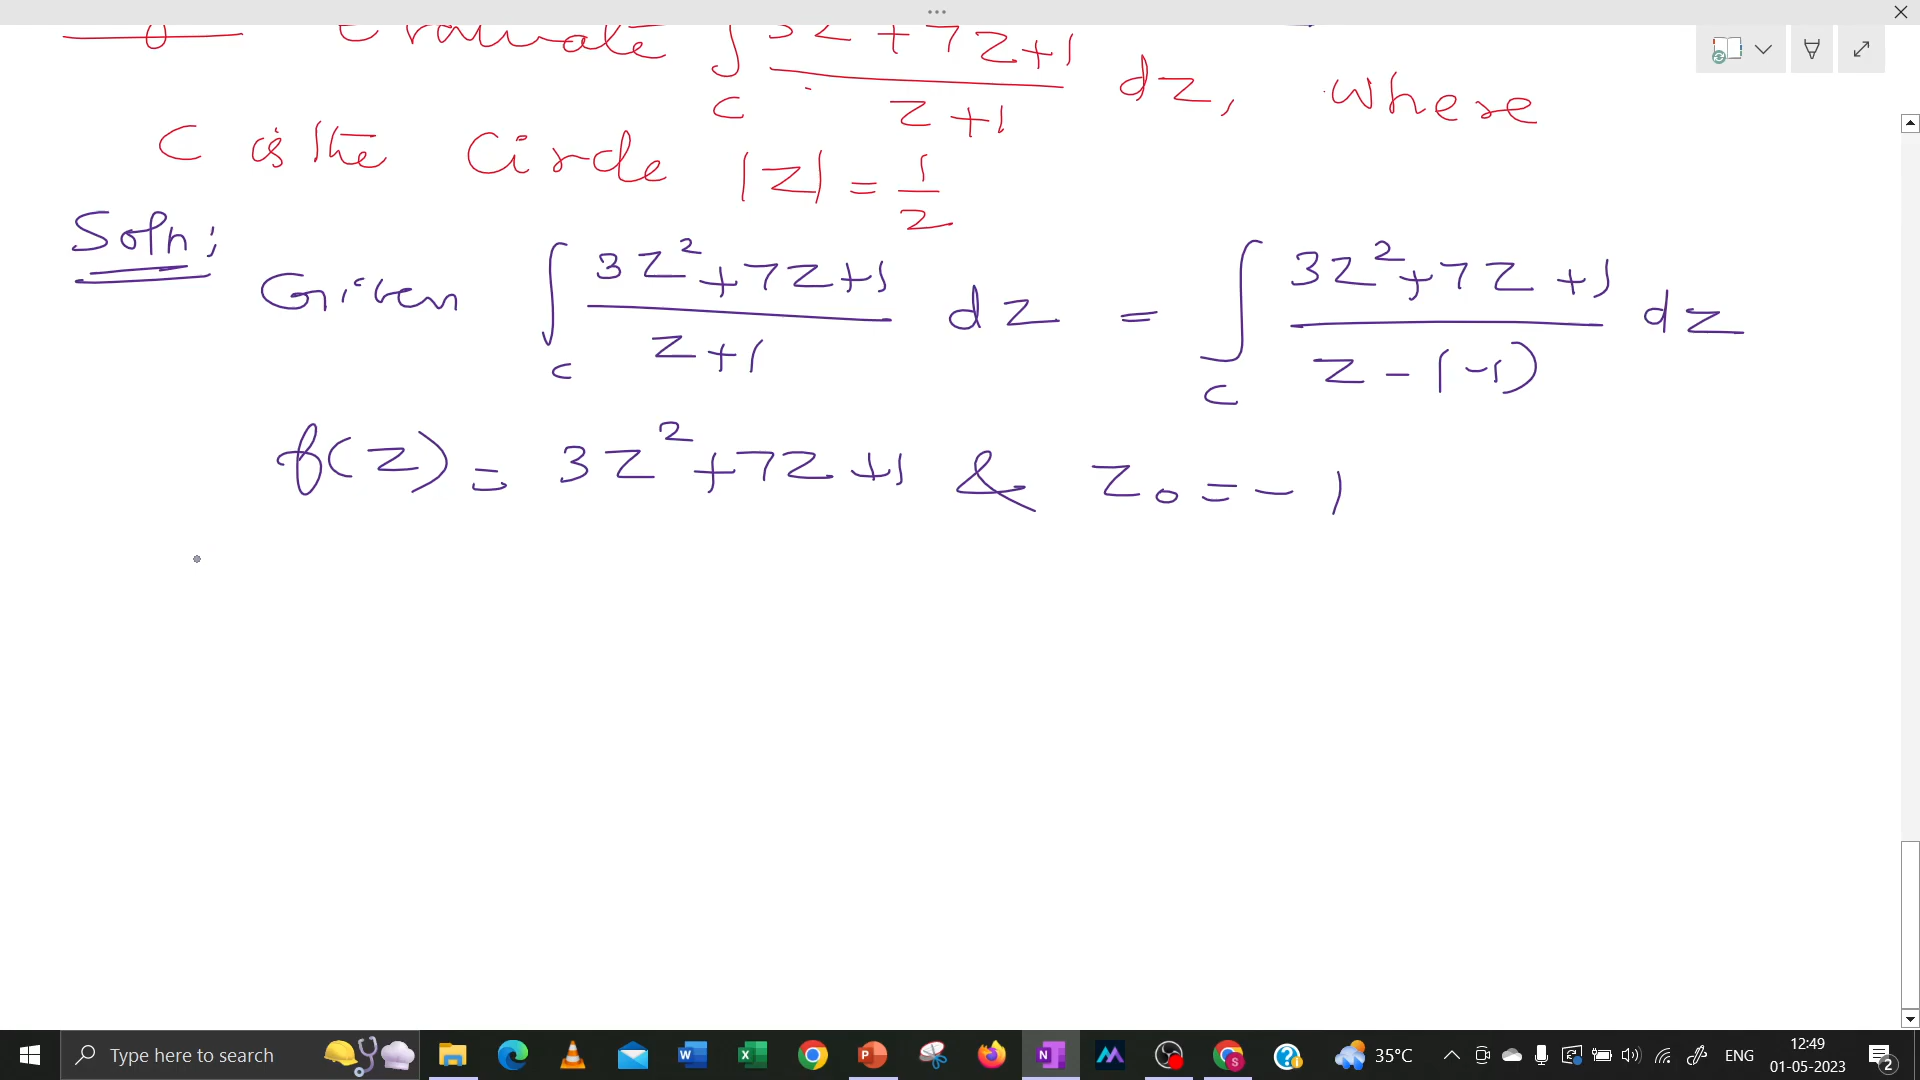 Evaluate ∫_C (3z + 7z+1)/(z+1) dz, where
C is the Circle |z| = 1/2
Soln:
Given ∫_C (3z²+7z+1)/(z+1) dz = ∫_C (3z²+7z+1)/(z-(-1)) dz
f(z) = 3z²+7z+1 & z₀ = -1
Type here to search
35°C
ENG
12:49
01-05-2023
2